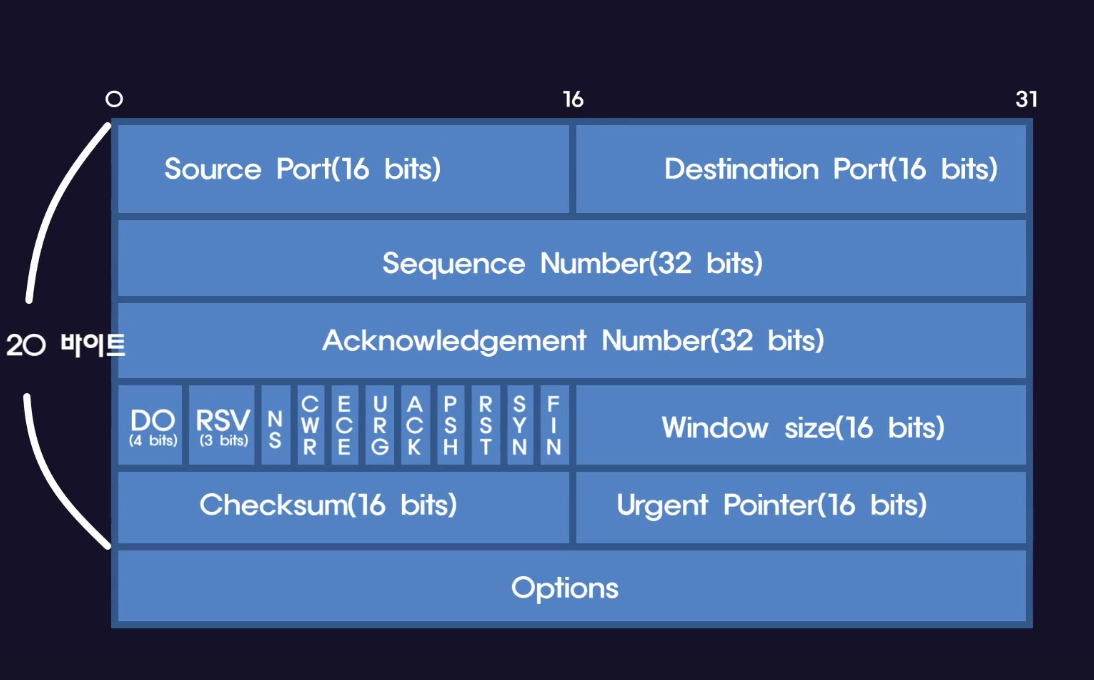 0 16 31
Source Port(16 bits) Destination Port(16 bits)
Sequence Number(32 bits)
20 바이트
Acknowledgement Number(32 bits)
DO RSV NS CWR ECE URG ACK PSH RST SYN FIN Window size(16 bits)
(4 bits) (3 bits)
Checksum(16 bits) Urgent Pointer(16 bits)
Options